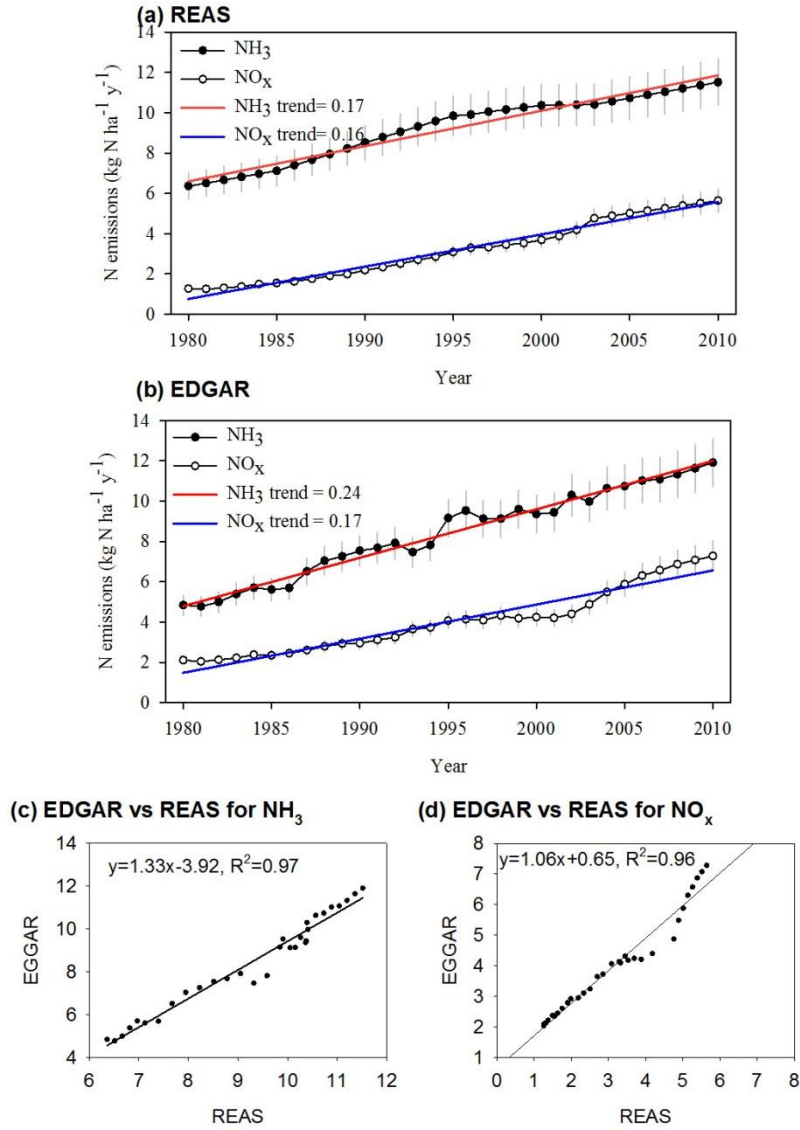 (a) REAS
N emissions (kg N ha⁻¹ y⁻¹)
14
12
10
8
6
4
2
0
NH₃
NOₓ
NH₃ trend= 0.17
NOₓ trend= 0.16
1980 1985 1990 1995 2000 2005 2010
Year
(b) EDGAR
N emissions (kg N ha⁻¹ y⁻¹)
14
12
10
8
6
4
2
0
NH₃
NOₓ
NH₃ trend = 0.24
NOₓ trend = 0.17
1980 1985 1990 1995 2000 2005 2010
Year
(c) EDGAR vs REAS for NH₃
EGGAR
14
12
10
8
6
4
y=1.33x-3.92, R²=0.97
6 7 8 9 10 11 12
REAS
(d) EDGAR vs REAS for NOₓ
EGGAR
8
7
6
5
4
3
2
1
y=1.06x+0.65, R²=0.96
0 1 2 3 4 5 6 7 8
REAS